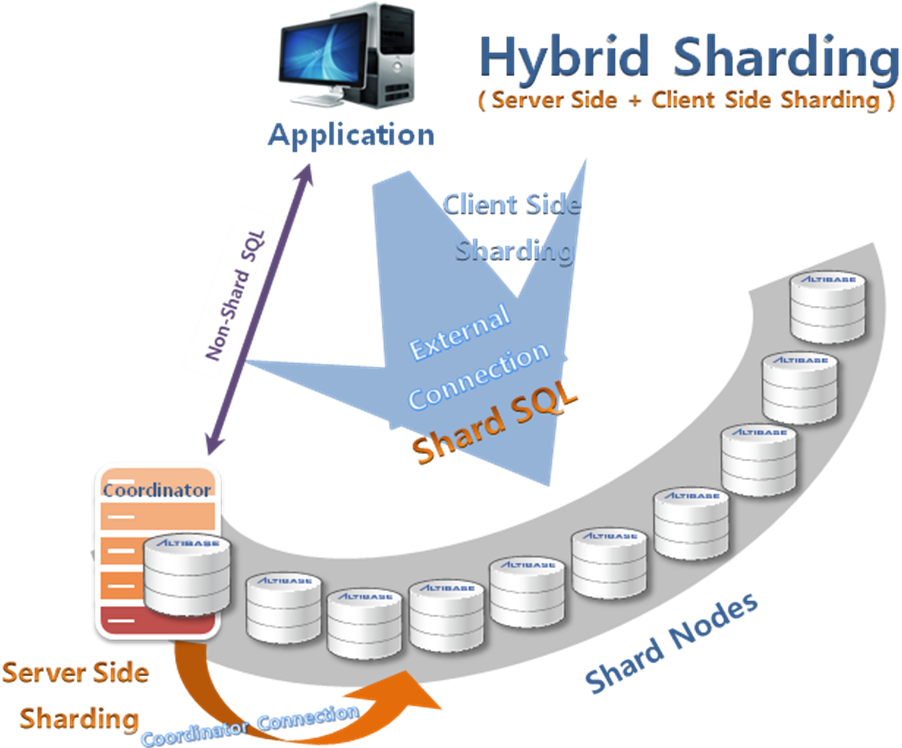 Hybrid Sharding
( Server Side + Client Side Sharding )
Application
Client Side
Sharding
Non-Shard SQL
External
Connection
Shard SQL
ALTIBASE
ALTIBASE
ALTIBASE
ALTIBASE
Coordinator
ALTIBASE
ALTIBASE
ALTIBASE
ALTIBASE
ALTIBASE
ALTIBASE
Shard Nodes
Server Side
Sharding
Coordinator Connection